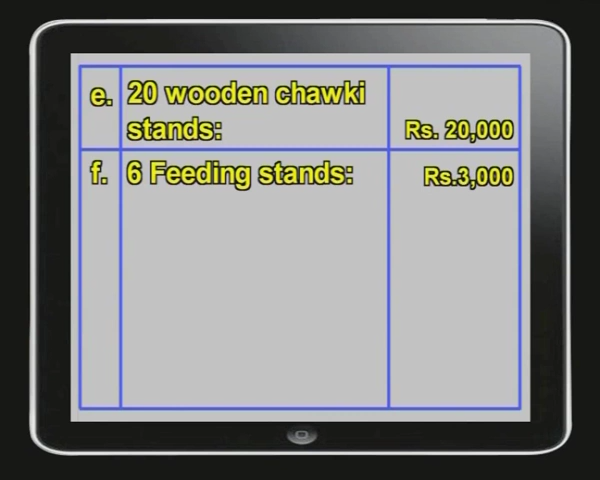 e. 20 wooden chawki
stands: Rs. 20,000
f. 6 Feeding stands: Rs.3,000